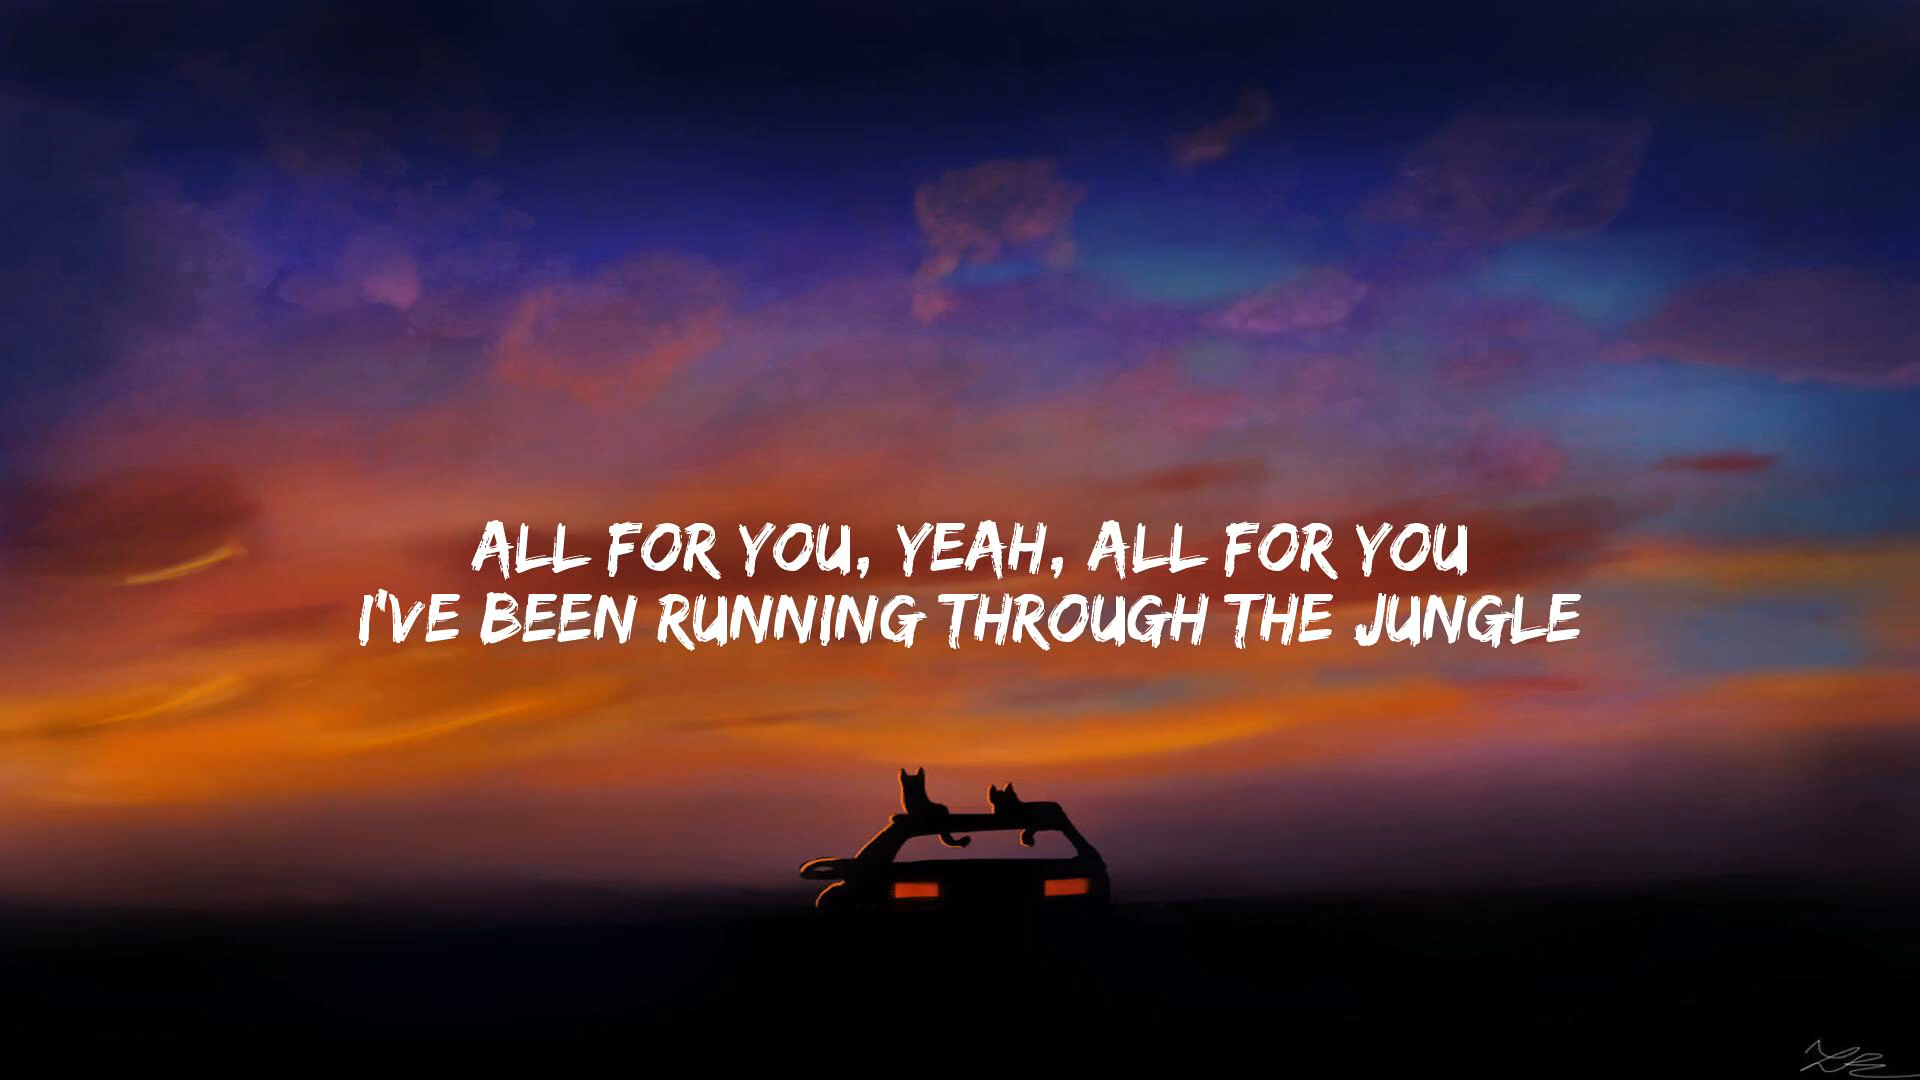 ALL FOR YOU, YEAH, ALL FOR YOU
I'VE BEEN RUNNING THROUGH THE JUNGLE